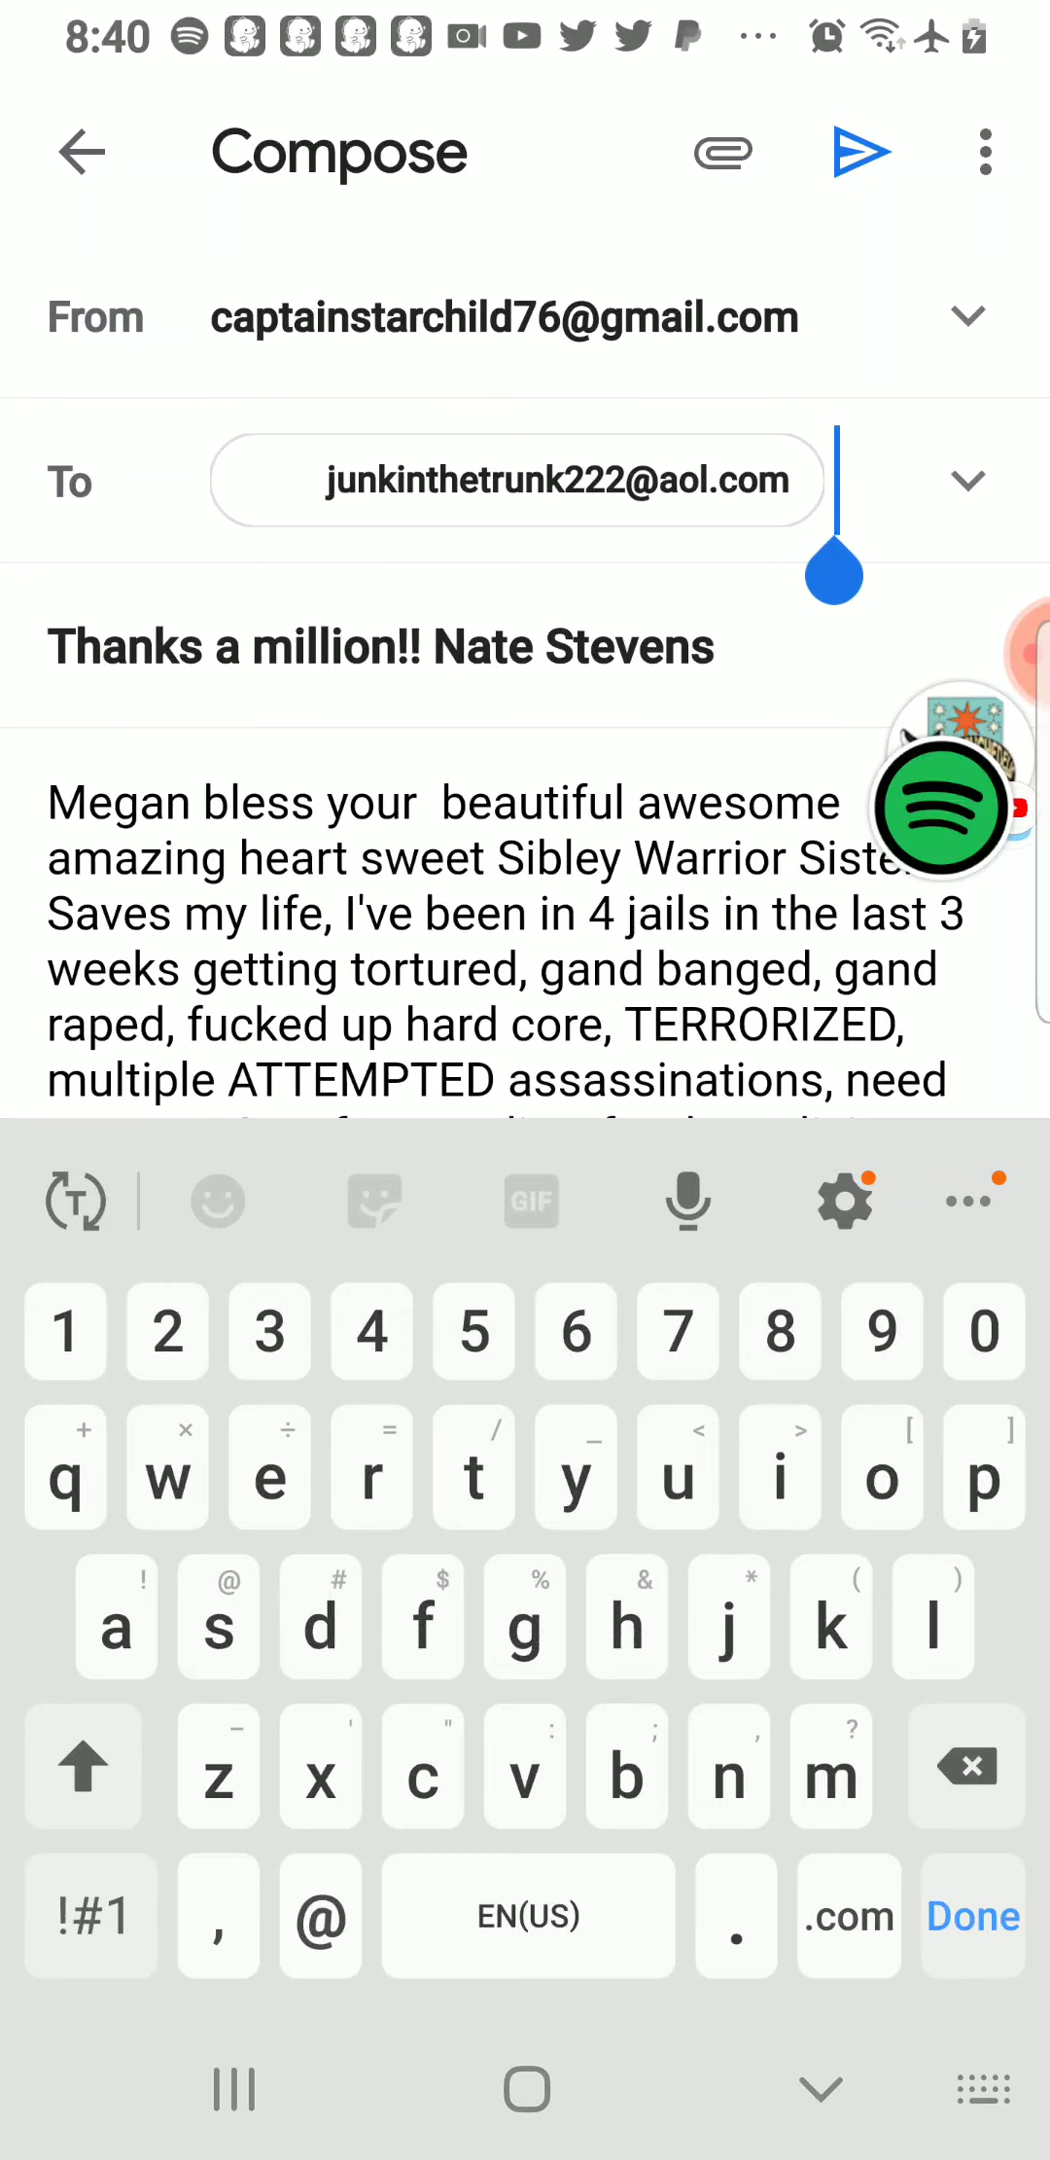 8:40
Compose
From captainstarchild76@gmail.com
To junkinthetrunk222@aol.com
Thanks a million!! Nate Stevens
Megan bless your  beautiful awesome
amazing heart sweet Sibley Warrior
Saves my life, I've been in 4 jails in the last 3
weeks getting tortured, gand banged, gand
raped, fucked up hard core, TERRORIZED,
multiple ATTEMPTED assassinations, need
T GIF
1 2 3 4 5 6 7 8 9 0
+ × ÷ = / _ < > [ ]
q w e r t y u i o p
! @ # $ % & * ( )
a s d f g h j k l
- ' " : ; , ?
z x c v b n m
!#1 , @ EN(US) . .com Done